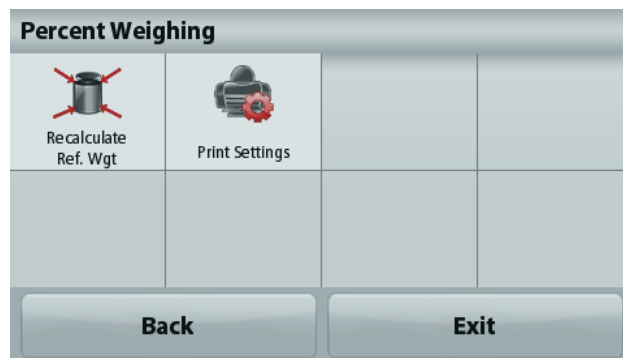 Percent Weighing
Recalculate
Ref. Wgt
Print Settings
Back
Exit